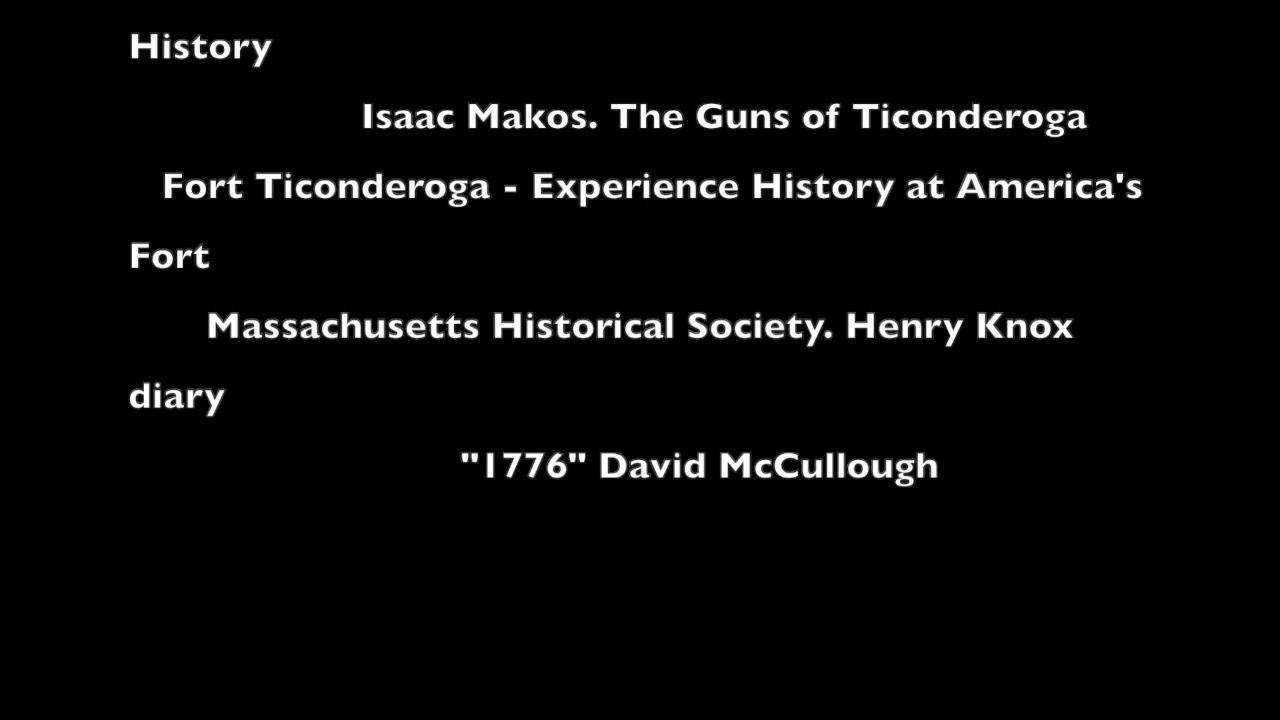 History
Isaac Makos. The Guns of Ticonderoga
Fort Ticonderoga - Experience History at America's
Fort
Massachusetts Historical Society. Henry Knox
diary
"1776" David McCullough